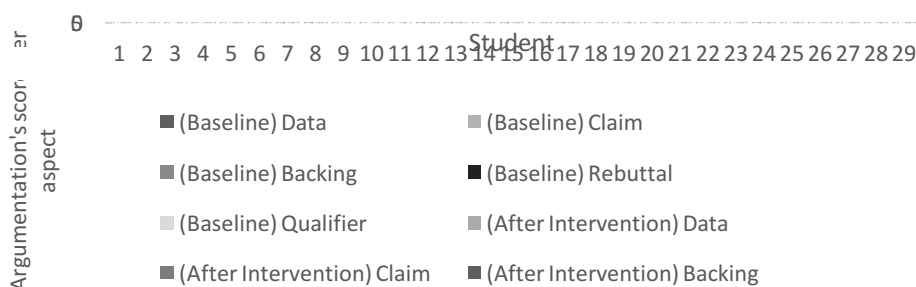 Argumentation's scor
er
aspect
Student
1 2 3 4 5 6 7 8 9 10 11 12 13 14 15 16 17 18 19 20 21 22 23 24 25 26 27 28 29
(Baseline) Data
(Baseline) Claim
(Baseline) Backing
(Baseline) Rebuttal
(Baseline) Qualifier
(After Intervention) Data
(After Intervention) Claim
(After Intervention) Backing